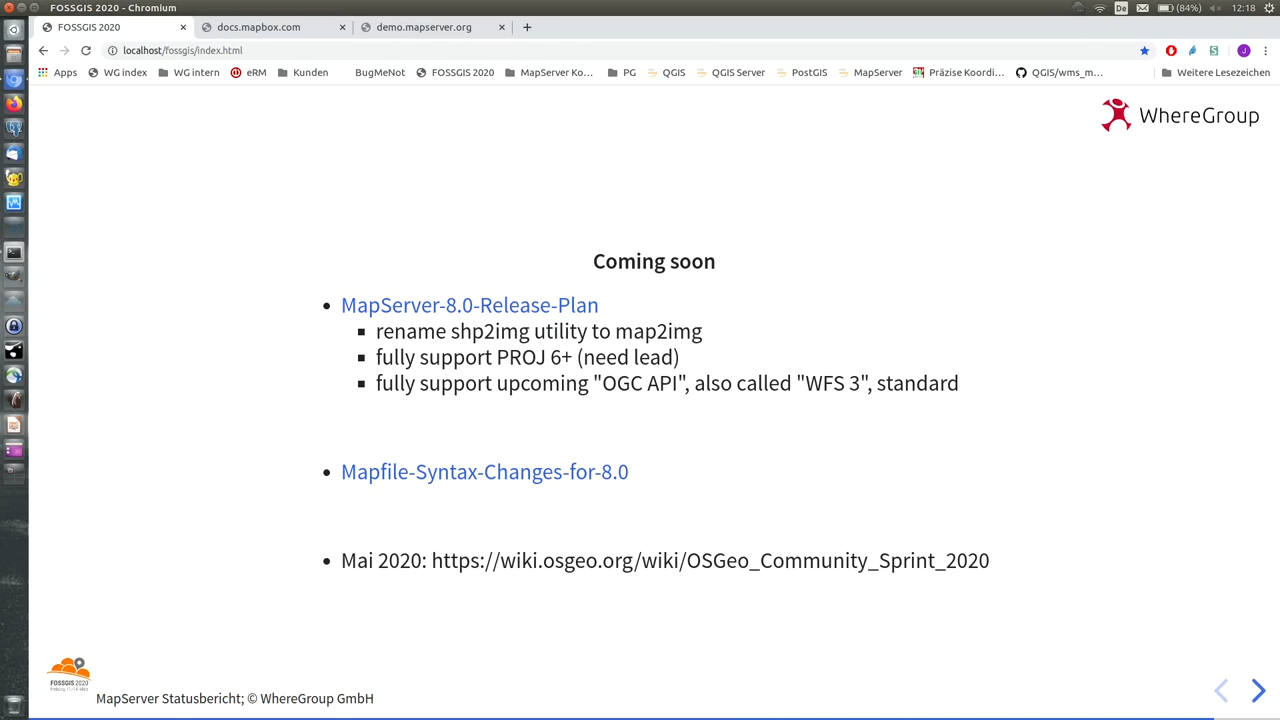 FOSSGIS 2020 - Chromium
De
(84%)
12:18
FOSSGIS 2020
docs.mapbox.com
demo.mapserver.org
localhost/fossgis/index.html
J
Apps
WG index
WG intern
eRM
Kunden
BugMeNot
FOSSGIS 2020
MapServer Ko...
PG
QGIS
QGIS Server
PostGIS
MapServer
Präzise Koordi...
QGIS/wms_m...
Weitere Lesezeichen
WhereGroup
Coming soon
MapServer-8.0-Release-Plan
rename shp2img utility to map2img
fully support PROJ 6+ (need lead)
fully support upcoming "OGC API", also called "WFS 3", standard
Mapfile-Syntax-Changes-for-8.0
Mai 2020: https://wiki.osgeo.org/wiki/OSGeo_Community_Sprint_2020
FOSSGIS 2020
MapServer Statusbericht; © WhereGroup GmbH